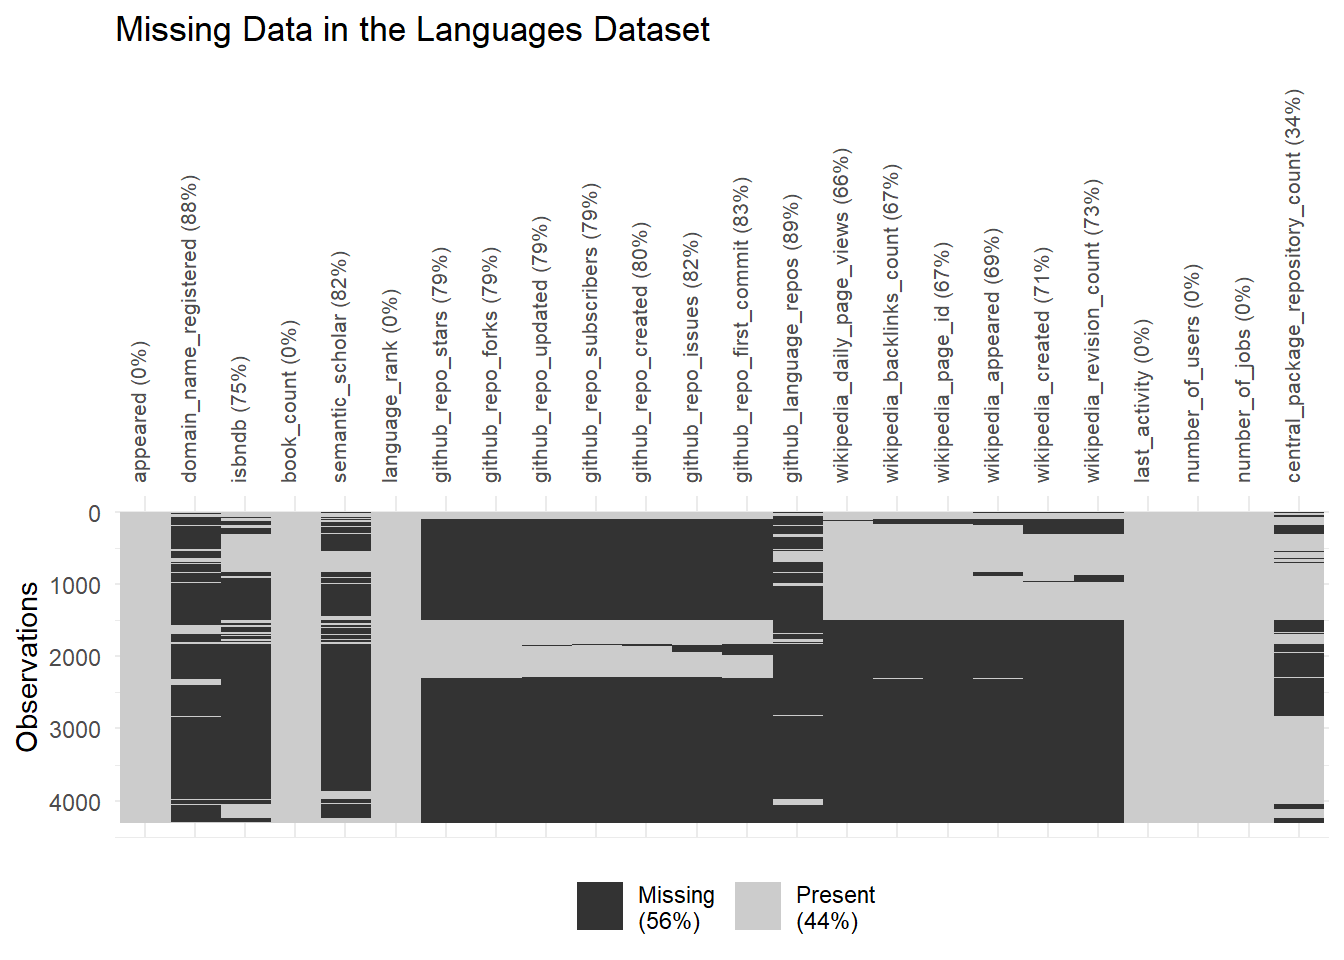 Missing Data in the Languages Dataset
appeared (0%)
domain_name_registered (88%)
isbndb (75%)
book_count (0%)
semantic_scholar (82%)
language_rank (0%)
github_repo_stars (79%)
github_repo_forks (79%)
github_repo_updated (79%)
github_repo_subscribers (79%)
github_repo_created (80%)
github_repo_issues (82%)
github_repo_first_commit (83%)
github_language_repos (89%)
wikipedia_daily_page_views (66%)
wikipedia_backlinks_count (67%)
wikipedia_page_id (67%)
wikipedia_appeared (69%)
wikipedia_created (71%)
wikipedia_revision_count (73%)
last_activity (0%)
number_of_users (0%)
number_of_jobs (0%)
central_package_repository_count (34%)
Observations
0
1000
2000
3000
4000
Missing
(56%)
Present
(44%)